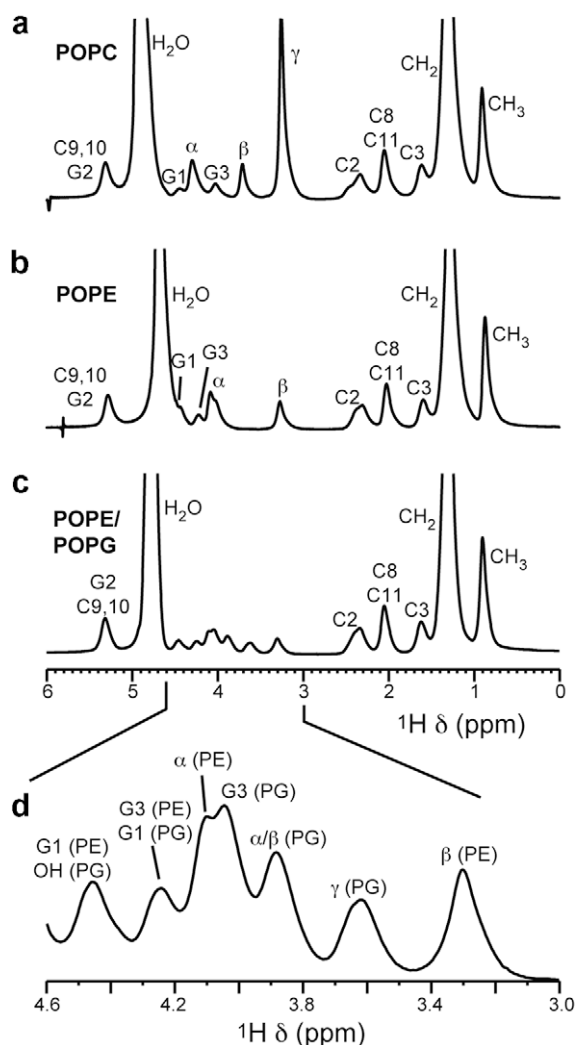 a
POPC
H₂O
γ
CH₂
CH₃
C9,10
G2
G1
α
G3
β
C2
C8
C11
C3
b
POPE
H₂O
CH₂
CH₃
C9,10
G2
G1
G3
α
β
C2
C8
C11
C3
c
POPE/
POPG
H₂O
CH₂
CH₃
G2
C9,10
C2
C8
C11
C3
6 5 4 3 2 1 0
¹H δ (ppm)
d
G1 (PE)
OH (PG)
G3 (PE)
G1 (PG)
α (PE)
G3 (PG)
α/β (PG)
γ (PG)
β (PE)
4.6 4.2 3.8 3.4 3.0
¹H δ (ppm)